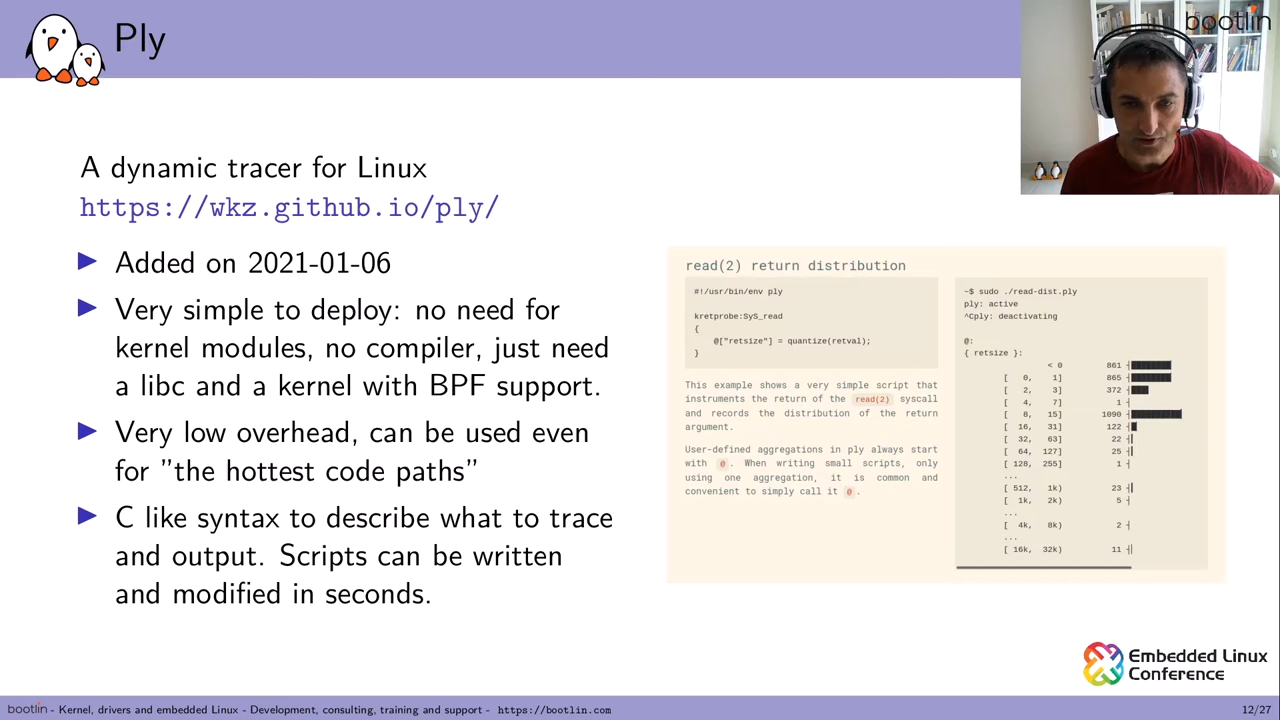 Ply
bootlin
A dynamic tracer for Linux
https://wkz.github.io/ply/
Added on 2021-01-06
Very simple to deploy: no need for
kernel modules, no compiler, just need
a libc and a kernel with BPF support.
Very low overhead, can be used even
for "the hottest code paths"
C like syntax to describe what to trace
and output. Scripts can be written
and modified in seconds.
read(2) return distribution
#!/usr/bin/env ply
kretprobe:SyS_read
{
@["retsize"] = quantize(retval);
}
This example shows a very simple script that
instruments the return of the read(2) syscall
and records the distribution of the return
argument.
User-defined aggregations in ply always start
with @. When writing small scripts, only
using one aggregation, it is common and
convenient to simply call it @.
~$ sudo ./read-dist.ply
ply: active
^Cply: deactivating
@:
{ retsize }:
< 0 861
[ 0, 1] 865
[ 2, 3] 372
[ 4, 7] 1
[ 8, 15] 1090
[ 16, 31] 122
[ 32, 63] 22
[ 64, 127] 25
[ 128, 255] 1
...
[ 512, 1k) 23
[ 1k, 2k) 5
...
[ 4k, 8k) 2
...
[ 16k, 32k) 11
Embedded Linux
Conference
bootlin - Kernel, drivers and embedded Linux - Development, consulting, training and support - https://bootlin.com
12/27